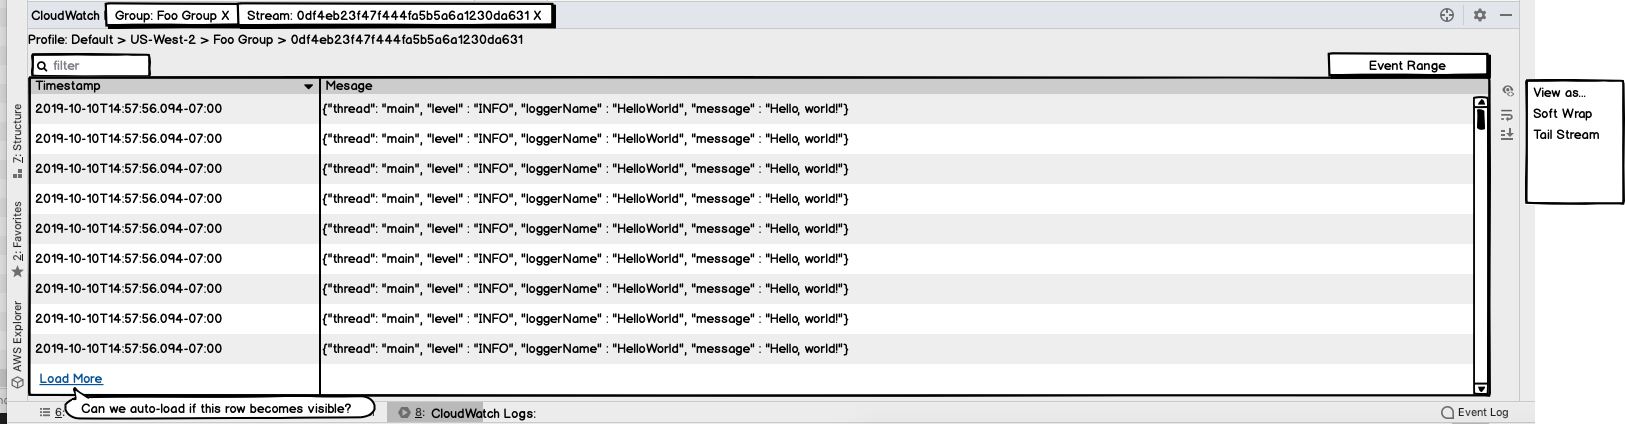 CloudWatch Group: Foo Group X Stream: 0df4eb23f47f444fa5b5a6a1230da631 X
Profile: Default > US-West-2 > Foo Group > 0df4eb23f47f444fa5b5a6a1230da631
filter Event Range
Timestamp Message
2019-10-10T14:57:56.094-07:00 {"thread": "main", "level" : "INFO", "loggerName" : "HelloWorld", "message" : "Hello, world!"}
2019-10-10T14:57:56.094-07:00 {"thread": "main", "level" : "INFO", "loggerName" : "HelloWorld", "message" : "Hello, world!"}
2019-10-10T14:57:56.094-07:00 {"thread": "main", "level" : "INFO", "loggerName" : "HelloWorld", "message" : "Hello, world!"}
2019-10-10T14:57:56.094-07:00 {"thread": "main", "level" : "INFO", "loggerName" : "HelloWorld", "message" : "Hello, world!"}
2019-10-10T14:57:56.094-07:00 {"thread": "main", "level" : "INFO", "loggerName" : "HelloWorld", "message" : "Hello, world!"}
2019-10-10T14:57:56.094-07:00 {"thread": "main", "level" : "INFO", "loggerName" : "HelloWorld", "message" : "Hello, world!"}
2019-10-10T14:57:56.094-07:00 {"thread": "main", "level" : "INFO", "loggerName" : "HelloWorld", "message" : "Hello, world!"}
2019-10-10T14:57:56.094-07:00 {"thread": "main", "level" : "INFO", "loggerName" : "HelloWorld", "message" : "Hello, world!"}
2019-10-10T14:57:56.094-07:00 {"thread": "main", "level" : "INFO", "loggerName" : "HelloWorld", "message" : "Hello, world!"}
Load More
Can we auto-load if this row becomes visible?
View as...
Soft Wrap
Tail Stream
7: Structure
2: Favorites
AWS Explorer
6: 8: CloudWatch Logs: Event Log